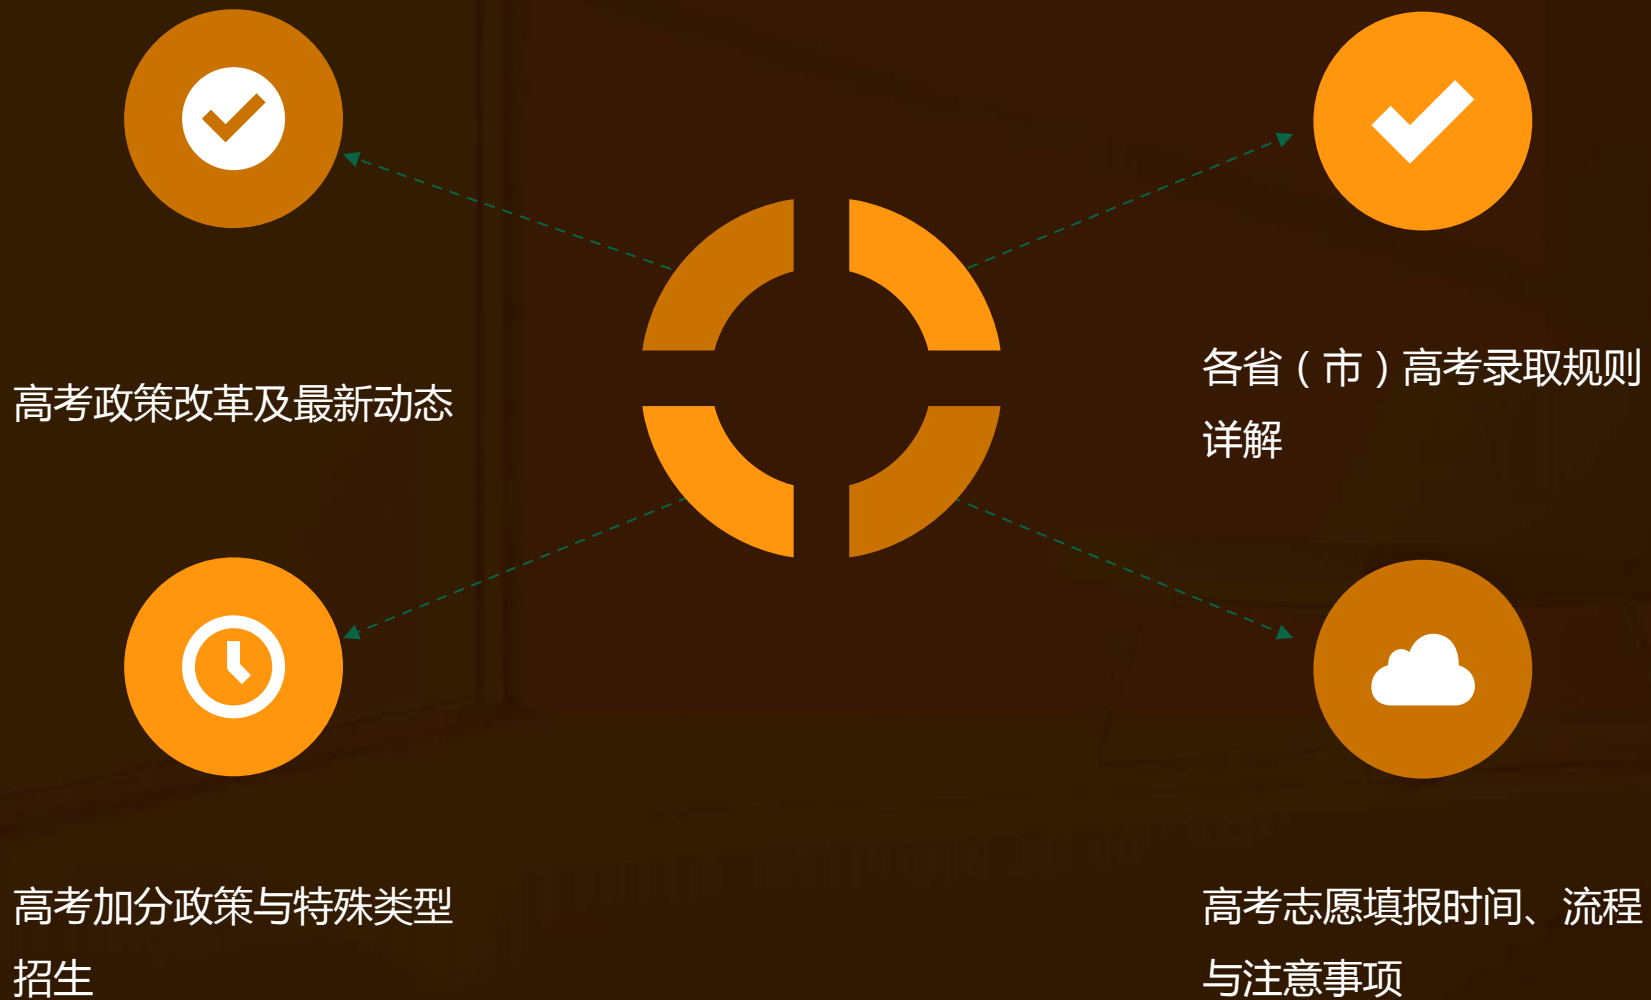 高考政策改革及最新动态
各省（市）高考录取规则
详解
高考加分政策与特殊类型
招生
高考志愿填报时间、流程
与注意事项